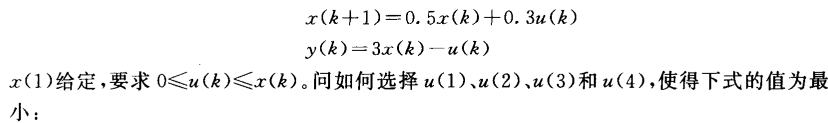 x(k+1)=0.5x(k)+0.3u(k)
y(k)=3x(k)-u(k)
x(1)给定,要求 0≤u(k)≤x(k)。问如何选择 u(1)、u(2)、u(3)和 u(4),使得下式的值为最
小: